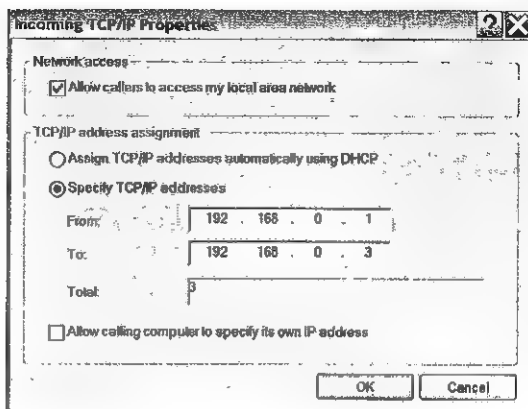 Incoming TCP/IP Properties
Network access
Allow callers to access my local area network
TCP/IP address assignment
Assign TCP/IP addresses automatically using DHCP
Specify TCP/IP addresses
From: 192 . 168 . 0 . 1
To: 192 168 . 0 . 3
Total: 3
Allow calling computer to specify its own IP address
OK Cancel